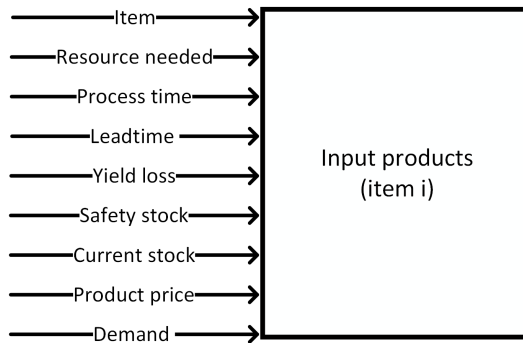 Item
Resource needed
Process time
Leadtime
Yield loss
Safety stock
Current stock
Product price
Demand
Input products
(item i)